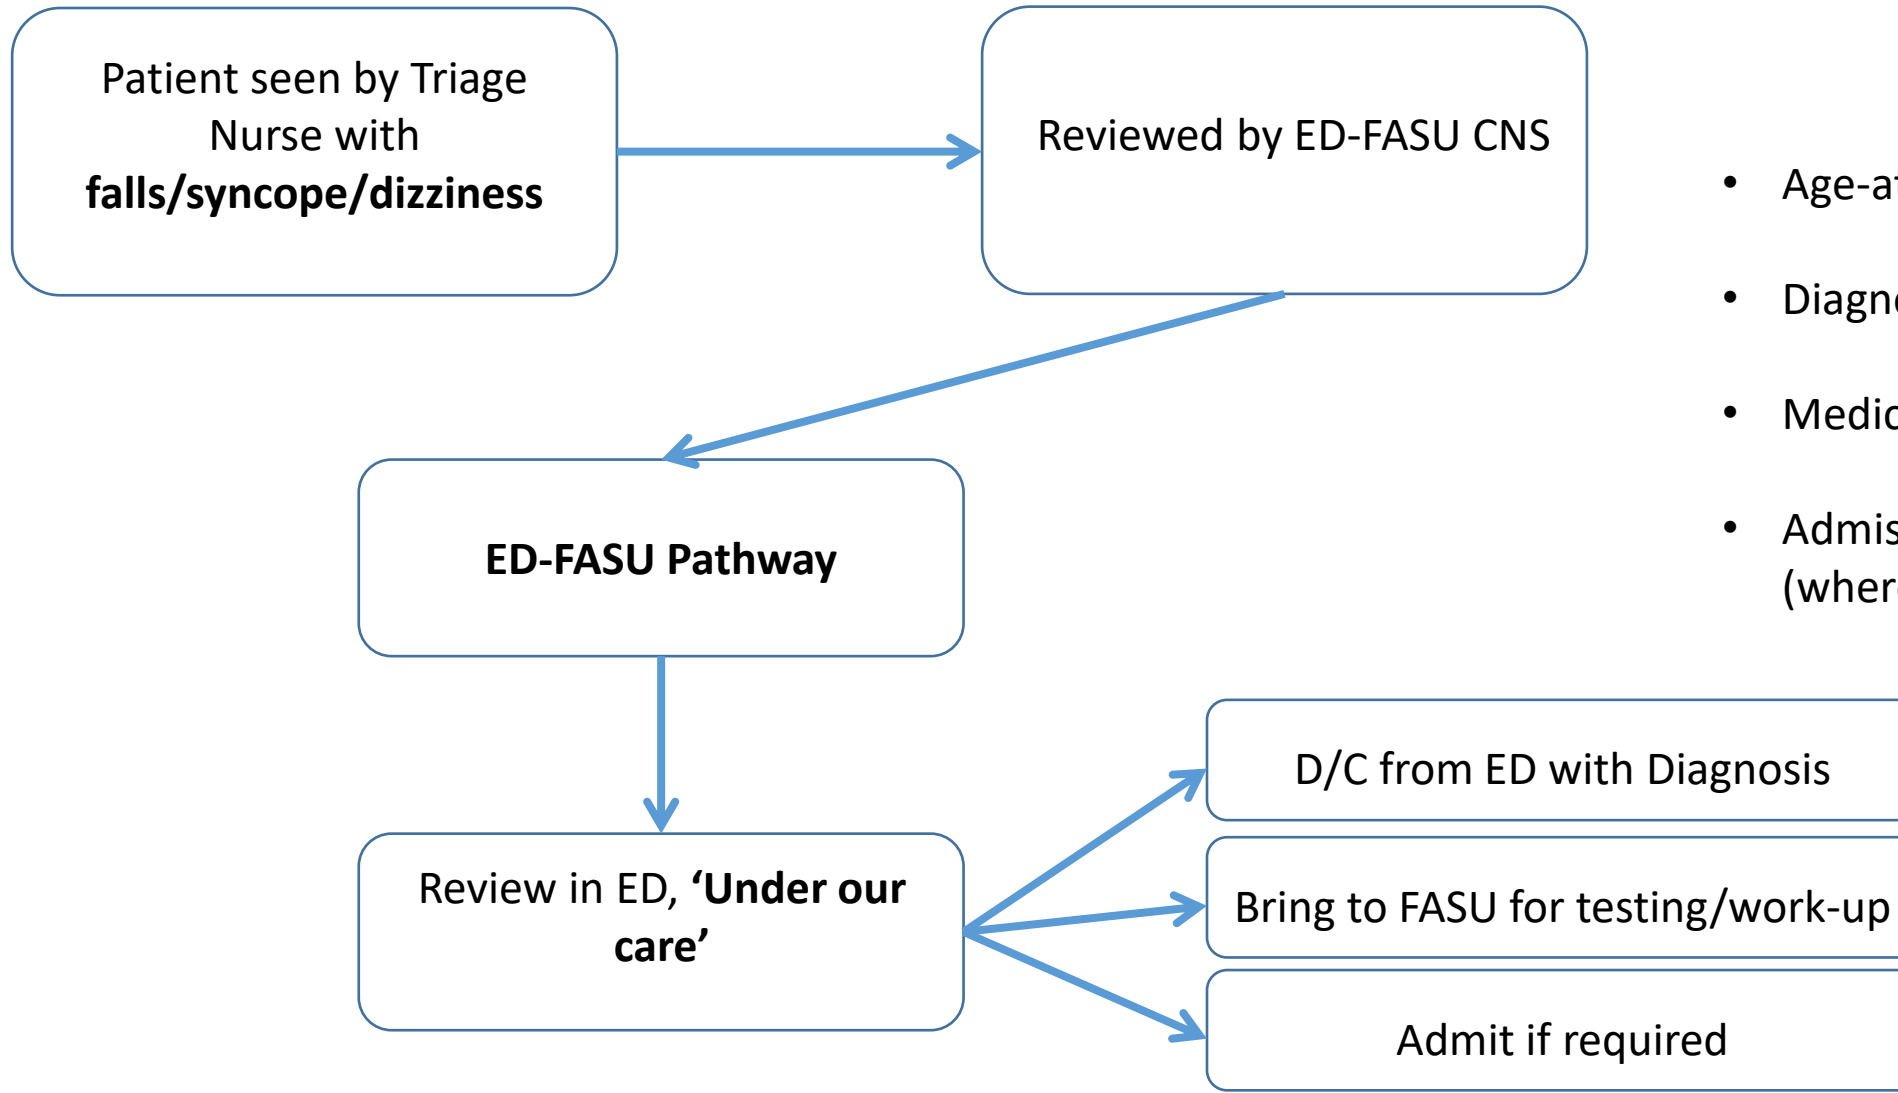 Patient seen by Triage
Nurse with
falls/syncope/dizziness
Reviewed by ED-FASU CNS
•
•
•
•
(
ED-FASU Pathway
Review in ED, ‘Under our
care’
D/C from ED with Diagnosis
Bring to FASU for testing/work-up
Admit if required